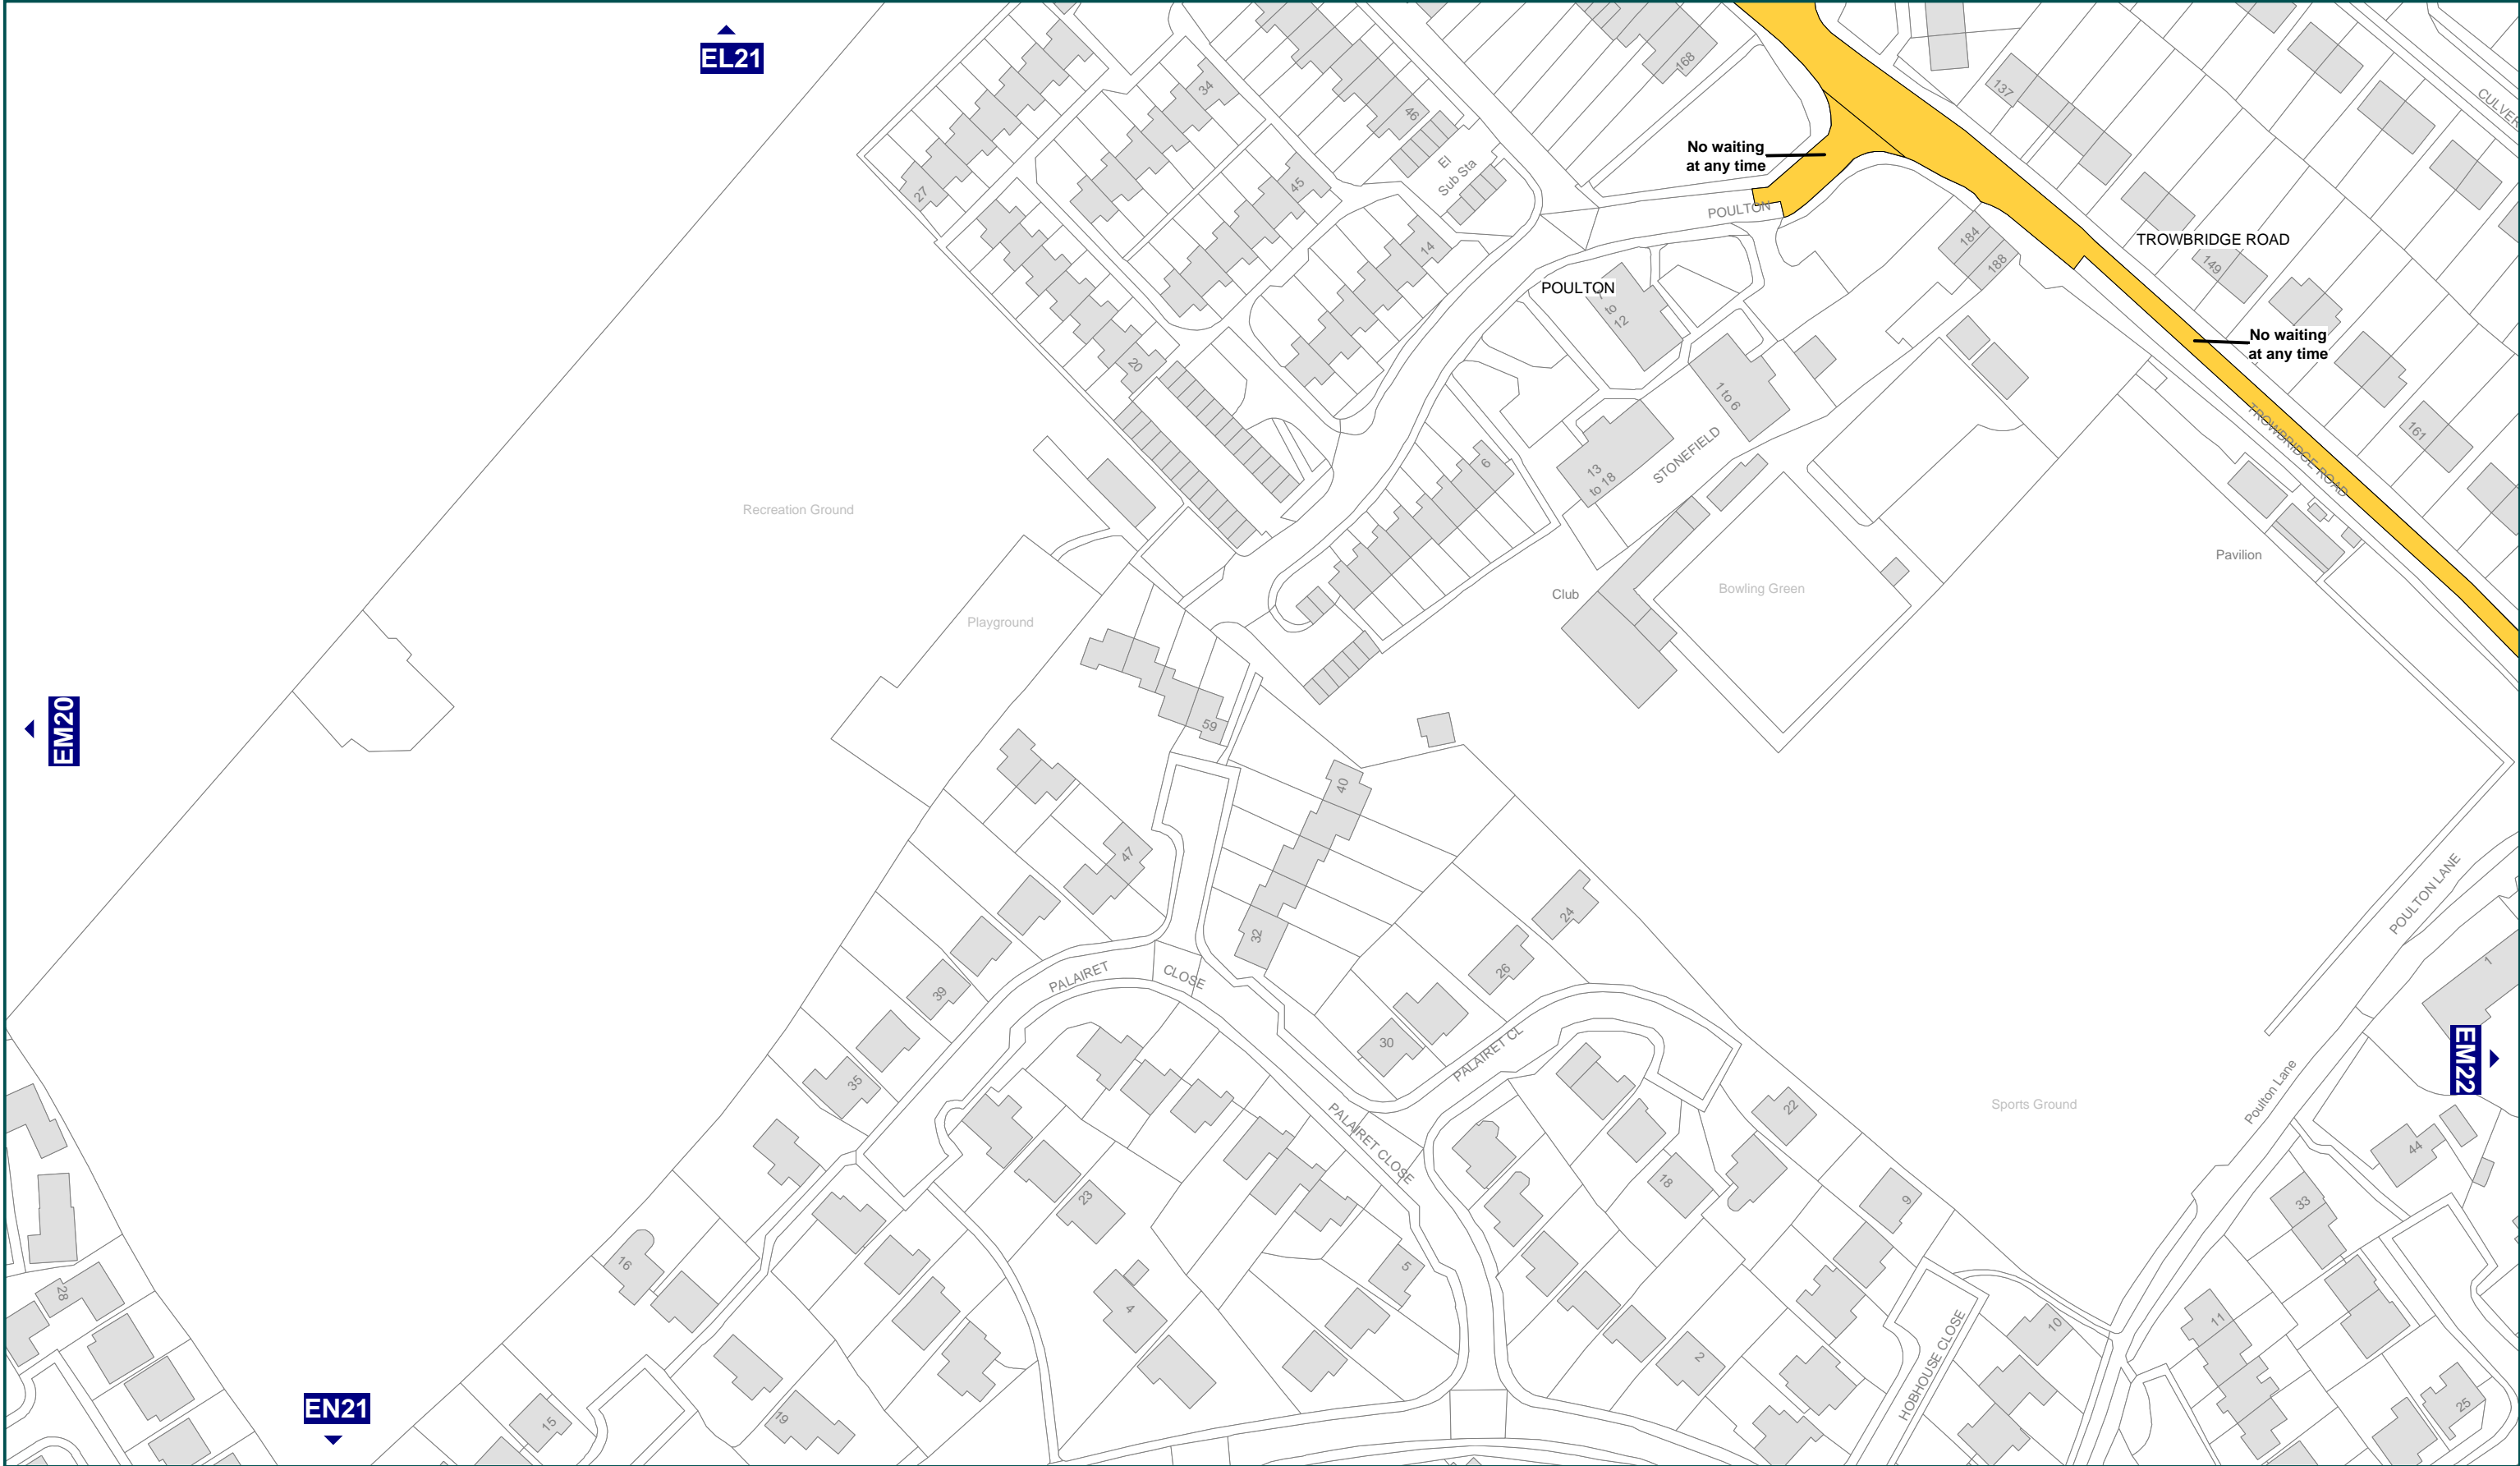 EL21
168
137
34
46
CULVER
No waiting
at any time
El
Sub Sta
27
45
POULTON
14
184
188
TROWBRIDGE ROAD
149
POULTON
to
12
No waiting
at any time
20
1 to 6
TROWBRIDGE ROAD
161
STONEFIELD
6
13
to 18
Recreation Ground
Pavilion
Bowling Green
Club
Playground
EM20
59
40
47
POULTON LANE
24
32
26
1
PALAIRET
CLOSE
39
30
PALAIRET CL
EM22
35
Poulton Lane
Sports Ground
22
PALAIRET CLOSE
44
18
23
9
33
16
5
28
4
11
10
HOBHOUSE CLOSE
2
EN21
15
19
25